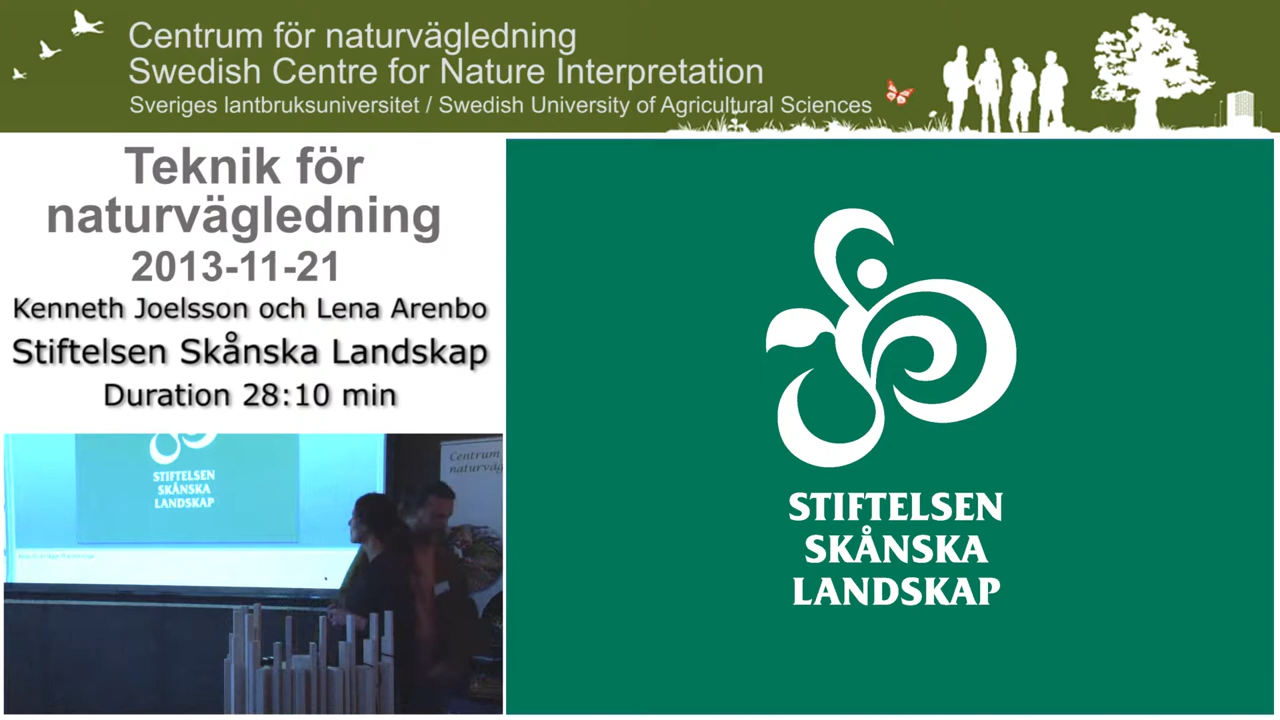 Centrum för naturvägledning
Swedish Centre for Nature Interpretation
Sveriges lantbruksuniversitet / Swedish University of Agricultural Sciences
Teknik för
naturvägledning
2013-11-21
Kenneth Joelsson och Lena Arenbo
Stiftelsen Skånska Landskap
Duration 28:10 min
STIFTELSEN
SKÅNSKA
LANDSKAP
Centrum
naturväg
STIFTELSEN
SKÅNSKA
LANDSKAP